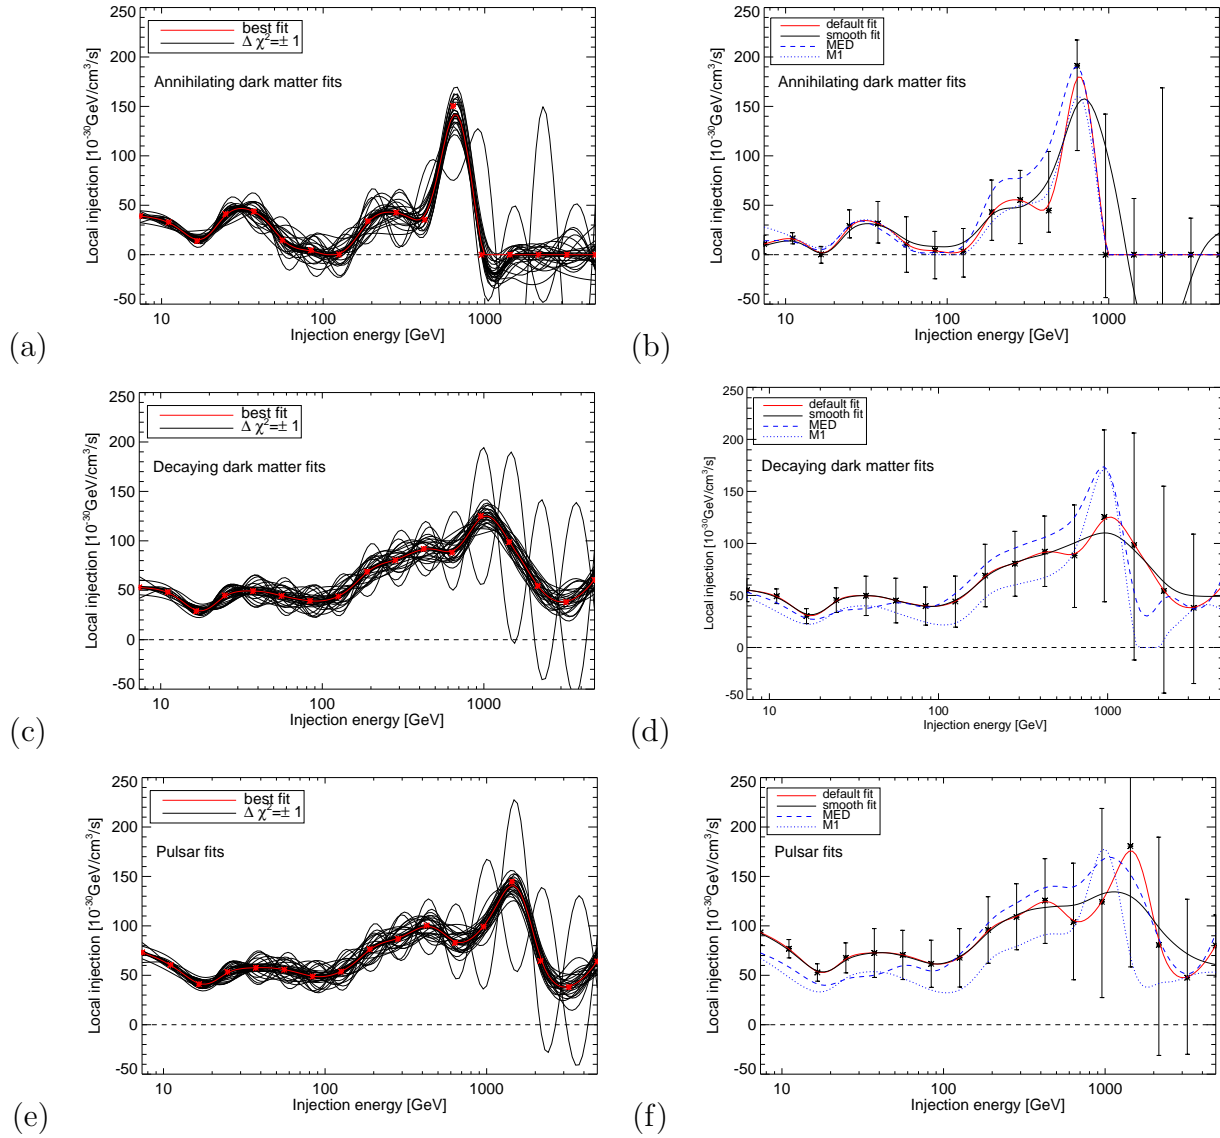 250
200
150
100
50
0
-50
Local injection [10⁻³⁰GeV/cm³/s]
best fit
Δ χ²=± 1
Annihilating dark matter fits
10
100
1000
Injection energy [GeV]
(a)
250
200
150
100
50
0
-50
Local injection [10⁻³⁰GeV/cm³/s]
default fit
smooth fit
MED
M1
Annihilating dark matter fits
10
100
1000
Injection energy [GeV]
(b)
250
200
150
100
50
0
-50
Local injection [10⁻³⁰GeV/cm³/s]
best fit
Δ χ²=± 1
Decaying dark matter fits
10
100
1000
Injection energy [GeV]
(c)
250
200
150
100
50
0
-50
Local injection [10⁻³⁰GeV/cm³/s]
default fit
smooth fit
MED
M1
Decaying dark matter fits
10
100
1000
Injection energy [GeV]
(d)
250
200
150
100
50
0
-50
Local injection [10⁻³⁰GeV/cm³/s]
best fit
Δ χ²=± 1
Pulsar fits
10
100
1000
Injection energy [GeV]
(e)
250
200
150
100
50
0
-50
Local injection [10⁻³⁰GeV/cm³/s]
default fit
smooth fit
MED
M1
Pulsar fits
10
100
1000
Injection energy [GeV]
(f)